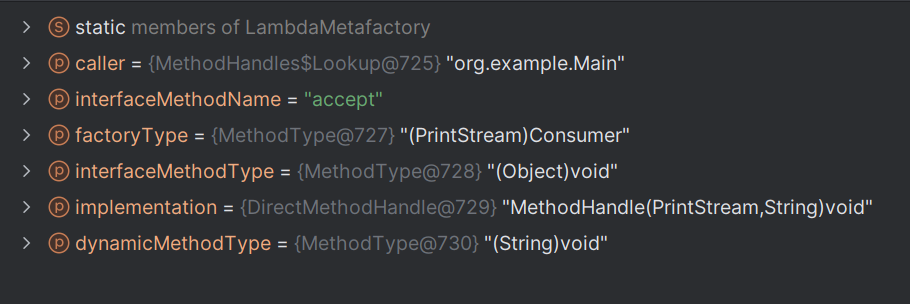 > S static members of LambdaMetafactory
> p caller = {MethodHandles$Lookup@725} "org.example.Main"
> p interfaceMethodName = "accept"
> p factoryType = {MethodType@727} "(PrintStream)Consumer"
> p interfaceMethodType = {MethodType@728} "(Object)void"
> p implementation = {DirectMethodHandle@729} "MethodHandle(PrintStream,String)void"
> p dynamicMethodType = {MethodType@730} "(String)void"